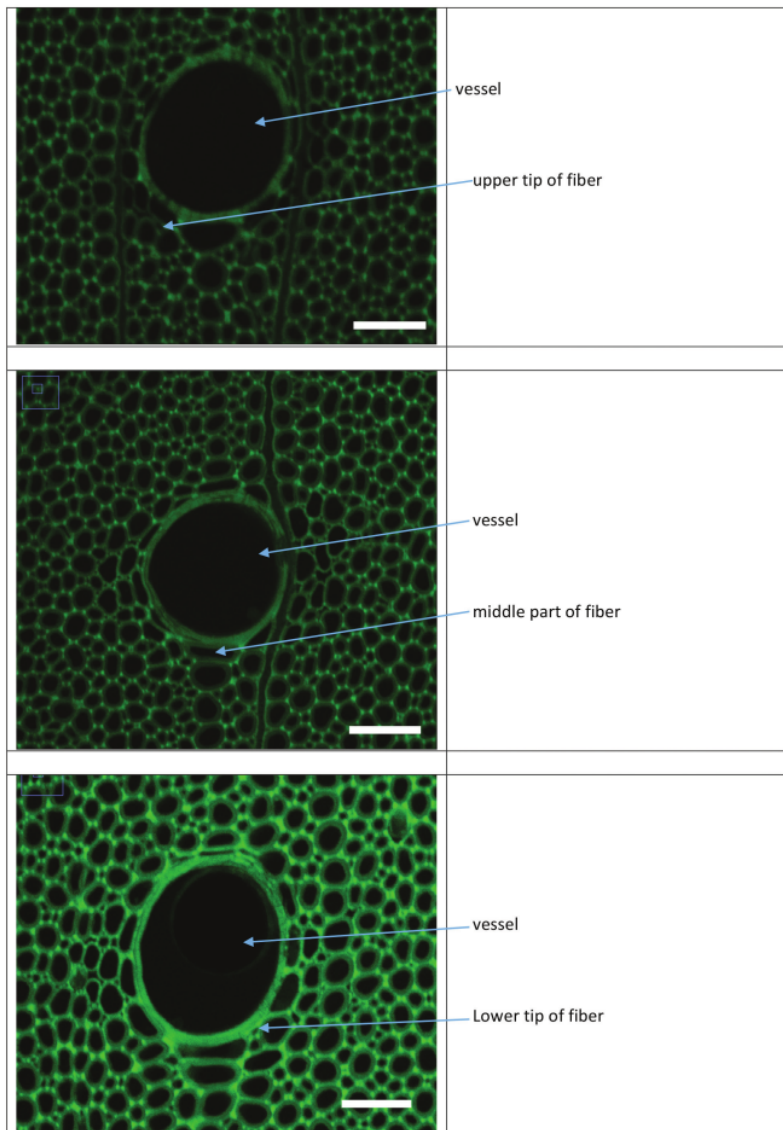 vessel
upper tip of fiber
vessel
middle part of fiber
vessel
Lower tip of fiber